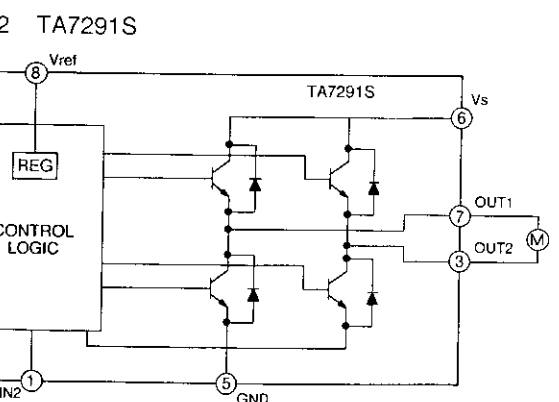 2 TA7291S
8 Vref
TA7291S
Vs
6
REG
OUT1
7
CONTROL
LOGIC
M
OUT2
3
1
5
IN2
GND